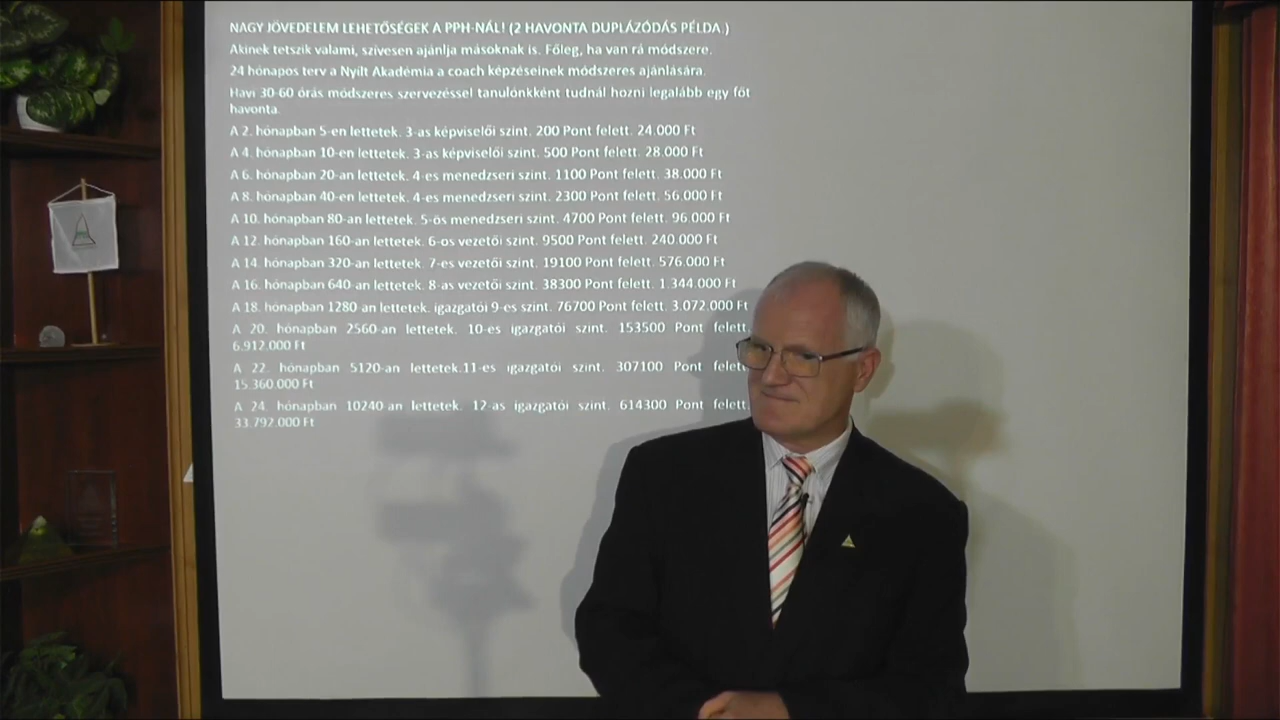 NAGY JÖVEDELEM LEHETŐSÉGEK A PPH-NÁL! (2 HAVONTA DUPLÁZÓDÁS PÉLDA.)
Akinek tetszik valami, szívesen ajánlja másoknak is. Főleg, ha van rá módszere.
24 hónapos terv a Nyílt Akadémia a coach képzéseinek módszeres ajánlására.
Havi 30-60 órás módszeres szervezéssel tanulónkként tudnál hozni legalább egy főt
havonta.
A 2. hónapban 5-en lettetek. 3-as képviselői szint. 200 Pont felett. 24.000 Ft
A 4. hónapban 10-en lettetek. 3-as képviselői szint. 500 Pont felett. 28.000 Ft
A 6. hónapban 20-an lettetek. 4-es menedzseri szint. 1100 Pont felett. 38.000 Ft
A 8. hónapban 40-en lettetek. 4-es menedzseri szint. 2300 Pont felett. 56.000 Ft
A 10. hónapban 80-an lettetek. 5-ös menedzseri szint. 4700 Pont felett. 96.000 Ft
A 12. hónapban 160-an lettetek. 6-os vezetői szint. 9500 Pont felett. 240.000 Ft
A 14. hónapban 320-an lettetek. 7-es vezetői szint. 19100 Pont felett. 576.000 Ft
A 16. hónapban 640-an lettetek. 8-as vezetői szint. 38300 Pont felett. 1.344.000 Ft
A 18. hónapban 1280-an lettetek. igazgatói 9-es szint. 76700 Pont felett. 3.072.000 Ft
A 20. hónapban 2560-an lettetek. 10-es igazgatói szint. 153500 Pont felett.
6.912.000 Ft
A 22. hónapban 5120-an lettetek.11-es igazgatói szint. 307100 Pont felett
15.360.000 Ft
A 24. hónapban 10240-an lettetek. 12-as igazgatói szint. 614300 Pont felett
33.792.000 Ft